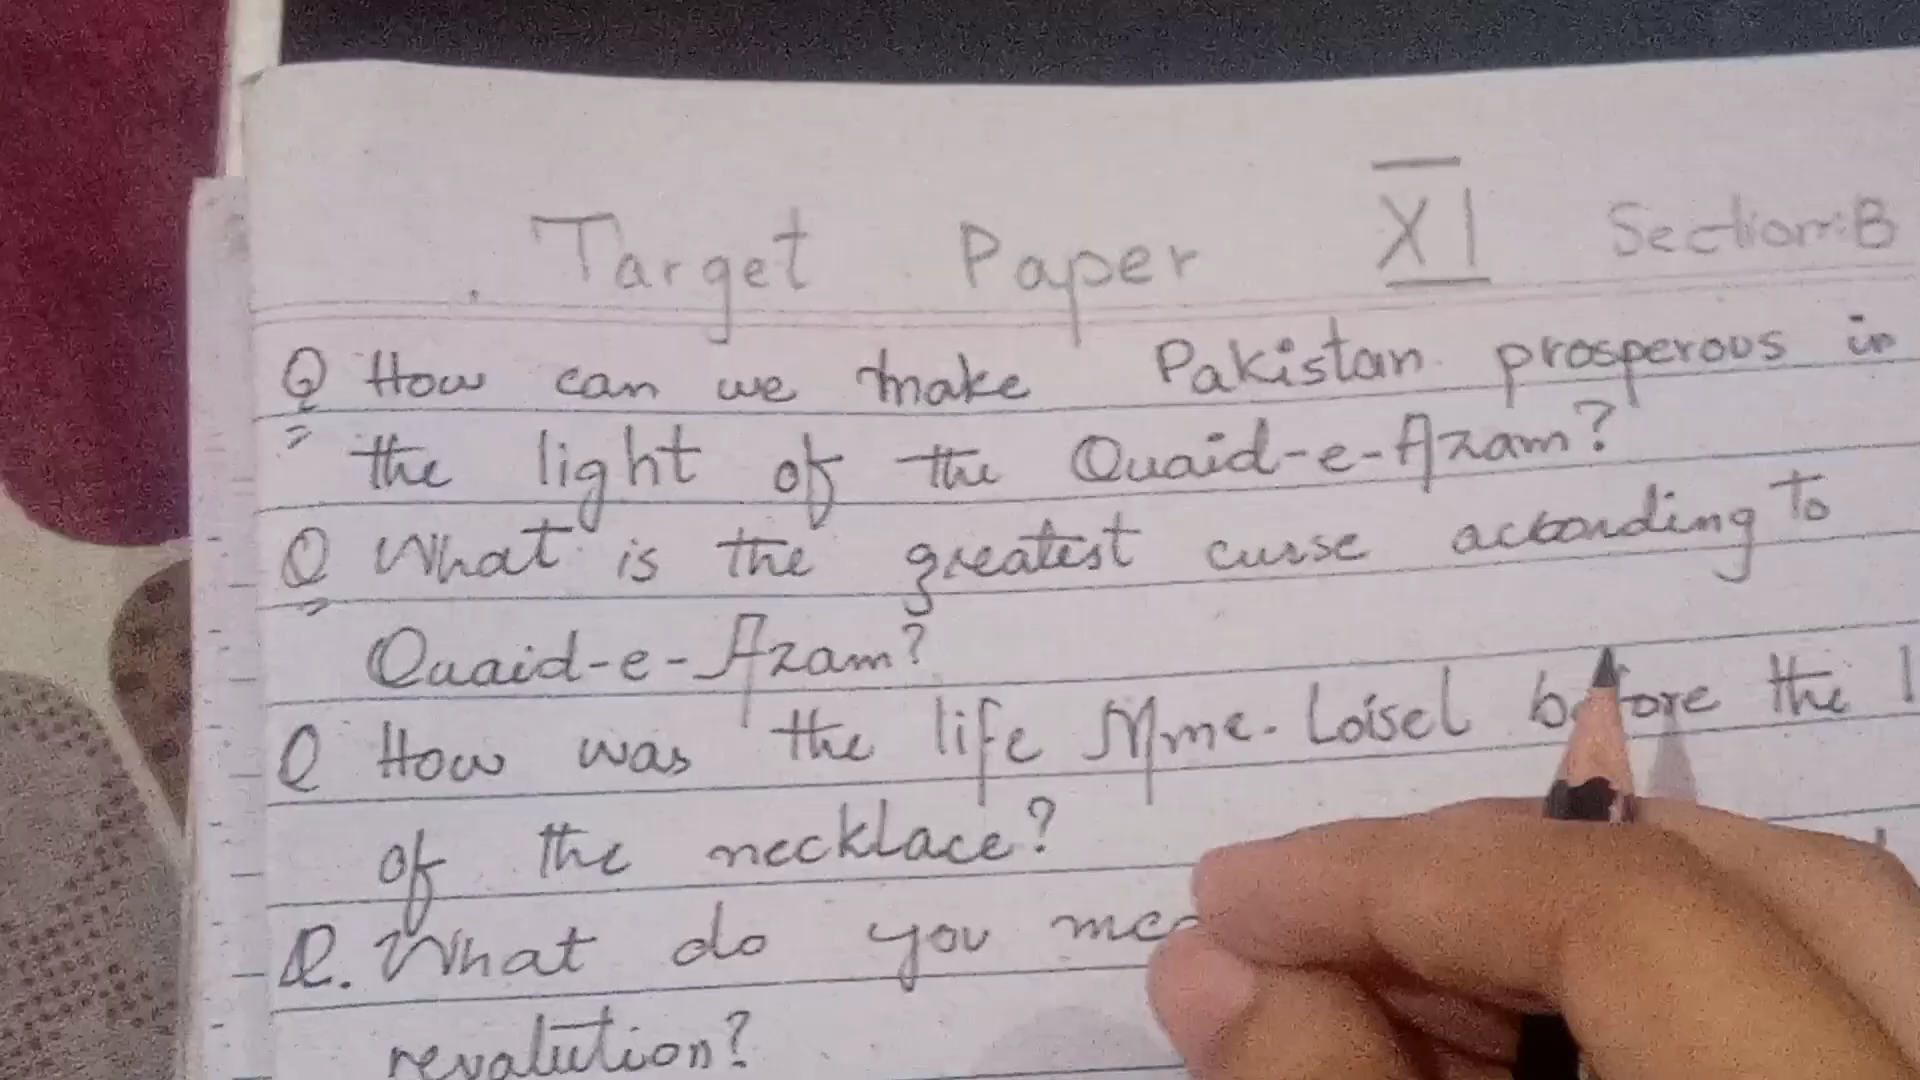 Target Paper XI Section:B
Q How can we make Pakistan prosperous in
the light of the Quaid-e-Azam?
Q What is the greatest curse according to
Quaid-e-Azam?
Q How was the life Mme. Loisel before the
of the necklace?
Q. What do you
revalution?